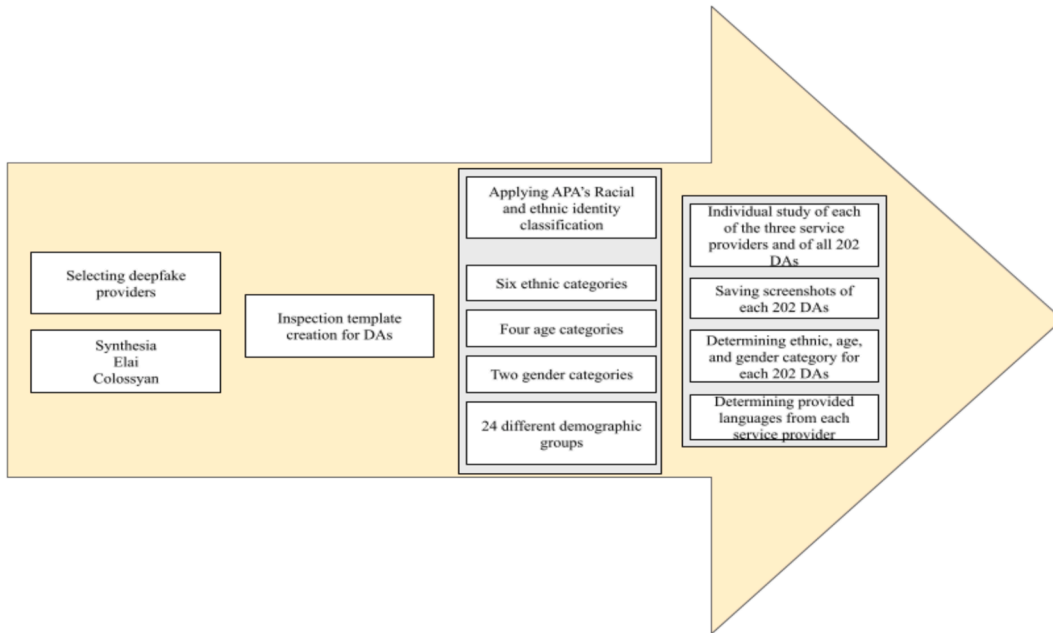 Selecting deepfake
providers
Synthesia
Elai
Colossyan
Inspection template
creation for DAs
Applying APA's Racial
and ethnic identity
classification
Six ethnic categories
Four age categories
Two gender categories
24 different demographic
groups
Individual study of each
of the three service
providers and of all 202
DAs
Saving screenshots of
each 202 DAs
Determining ethnic, age,
and gender category for
each 202 DAs
Determining provided
languages from each
service provider